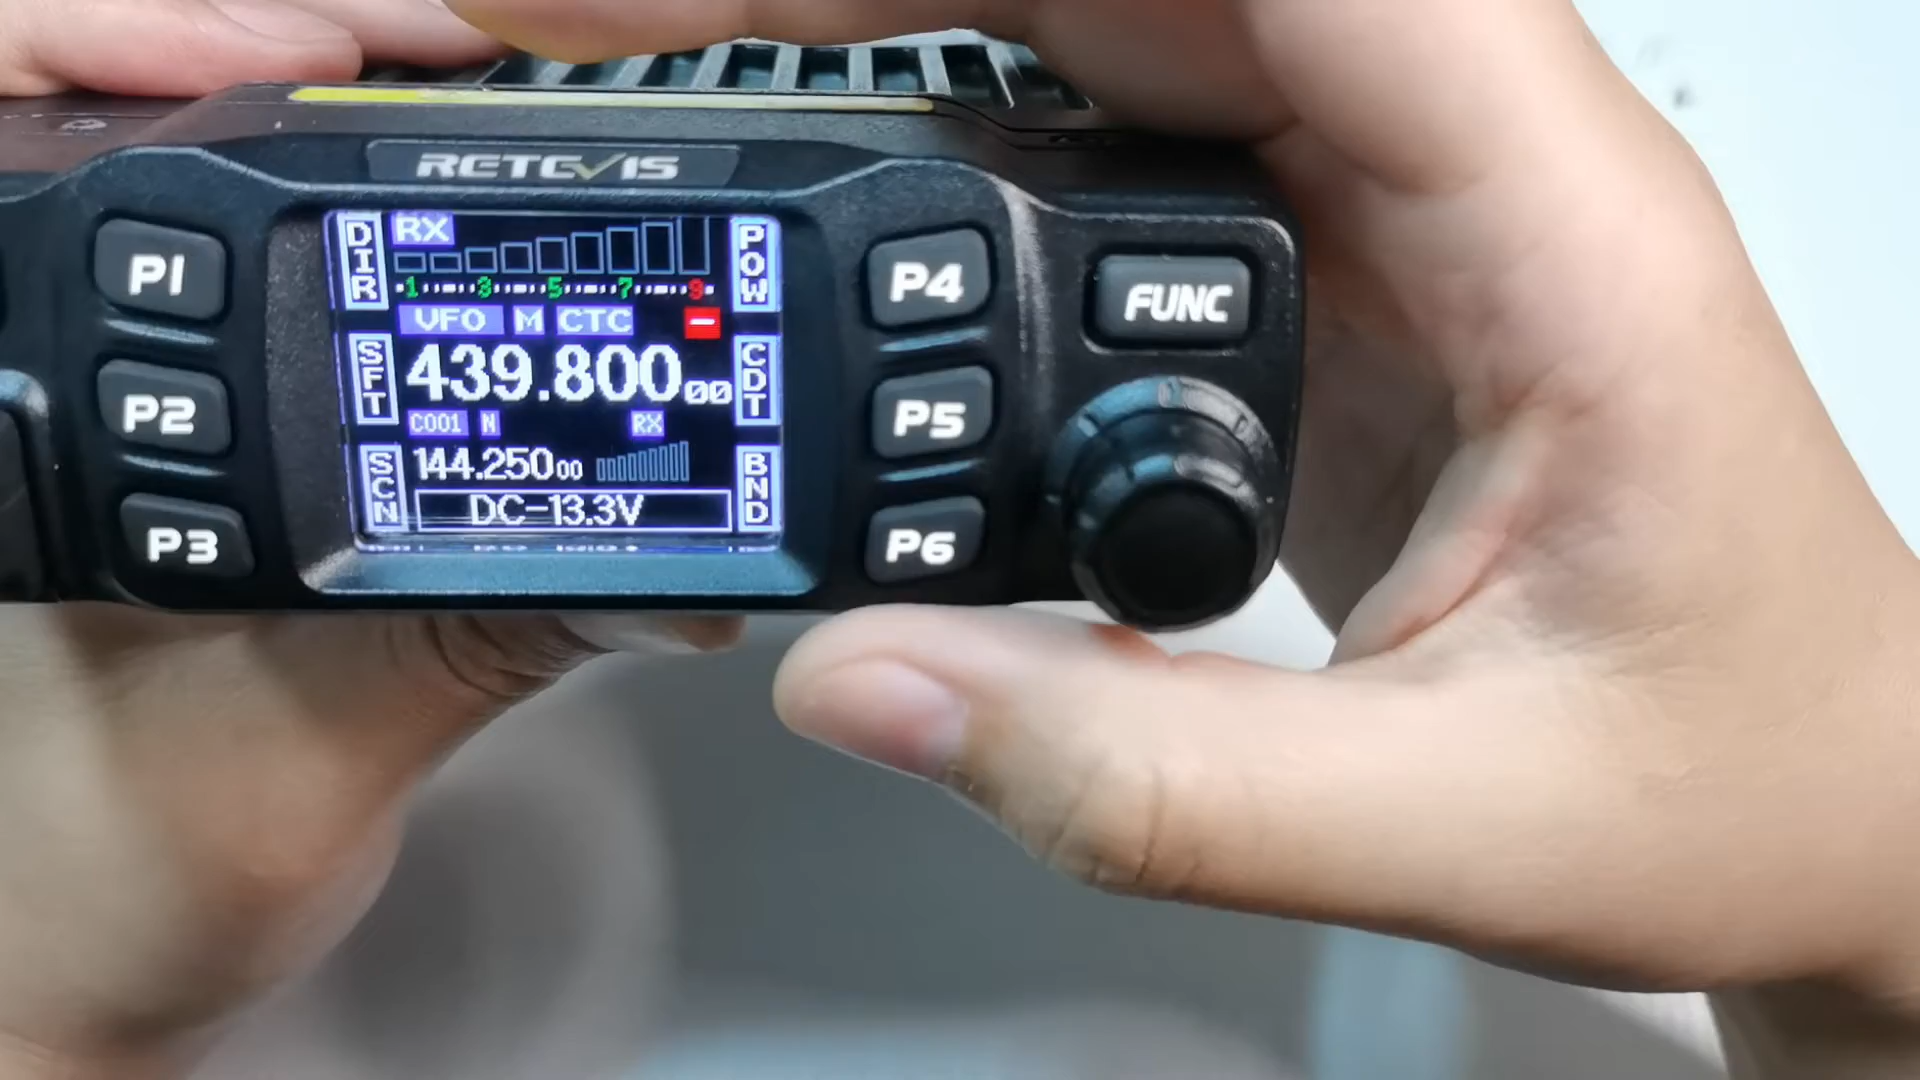 RETEVIS
DIR RX POW
1 3 5 7 9
VFO M CTC −
SFT 439.80000 CDT
C001 N RX
SCN 144.25000 BND
DC-13.3V
P1
P2
P3
P4
P5
P6
FUNC